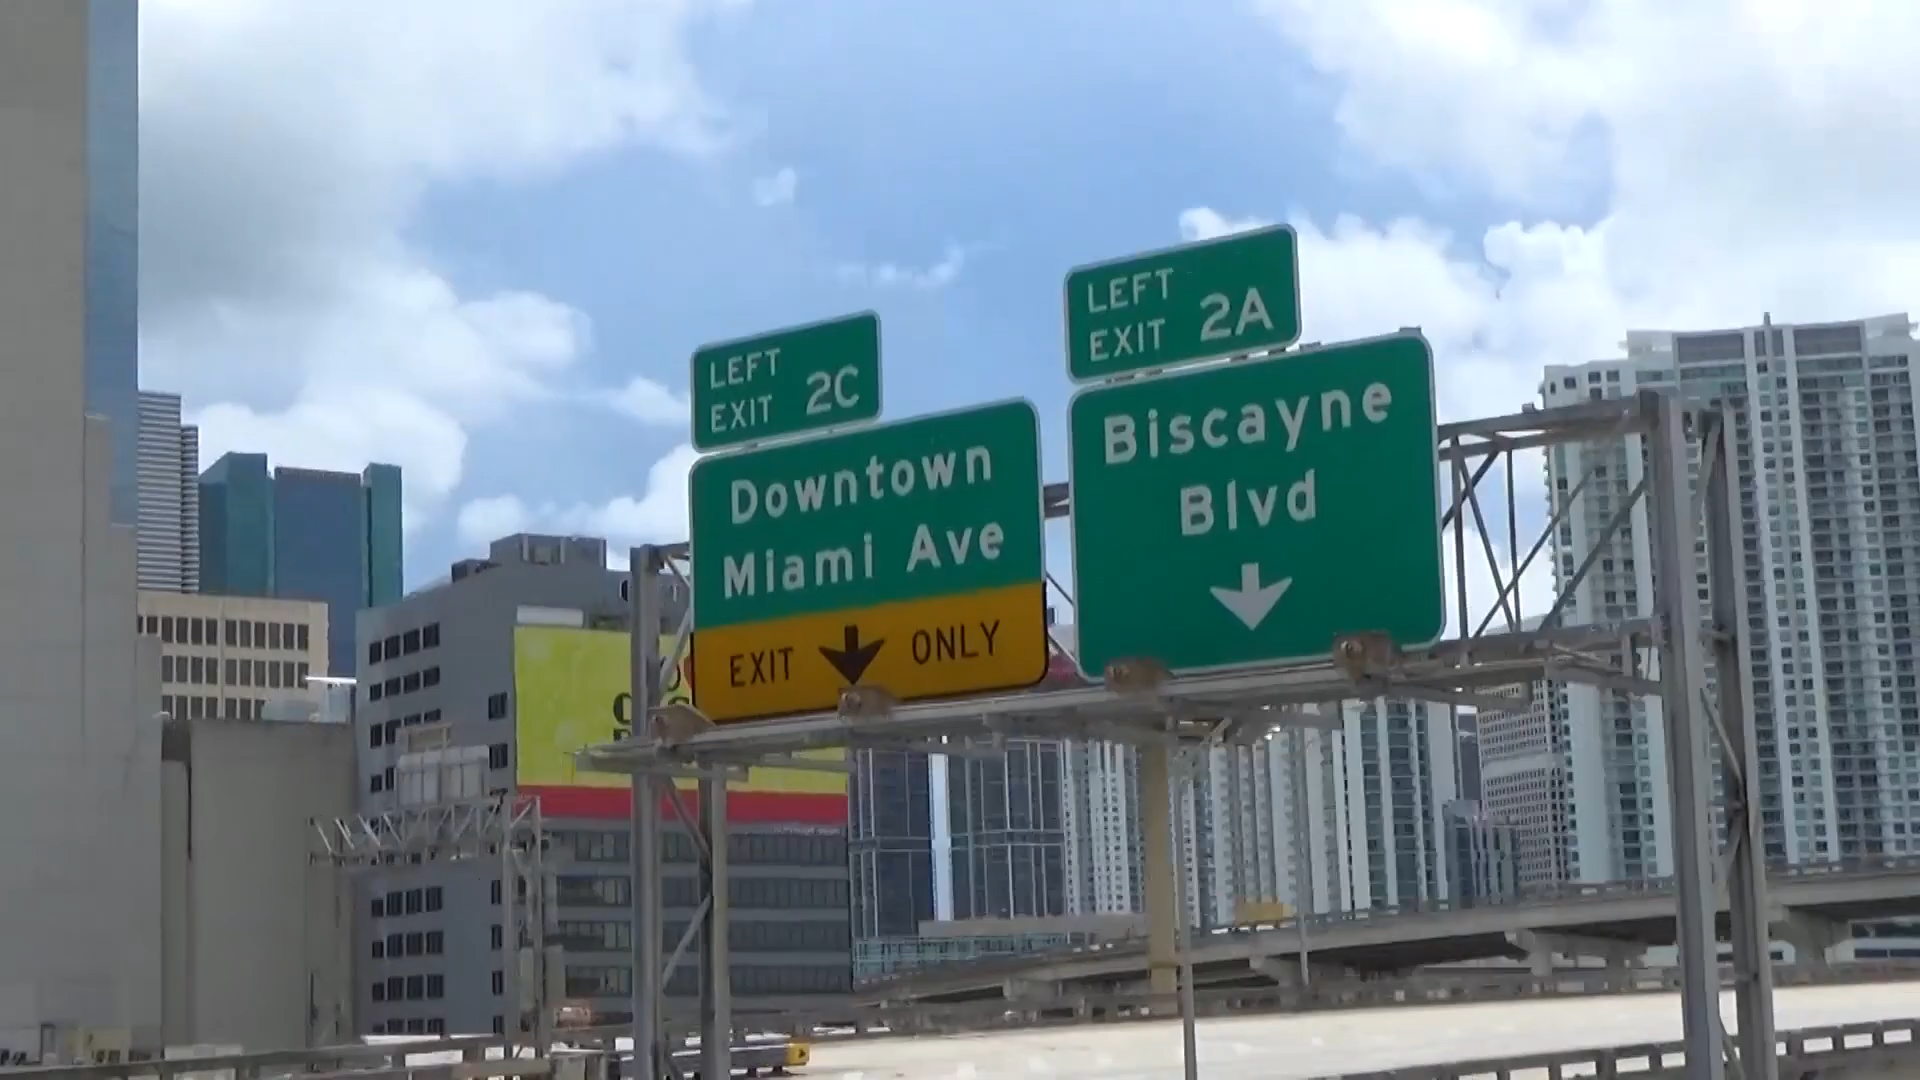 LEFT
EXIT 2C
Downtown
Miami Ave
EXIT ONLY
LEFT
EXIT 2A
Biscayne
Blvd